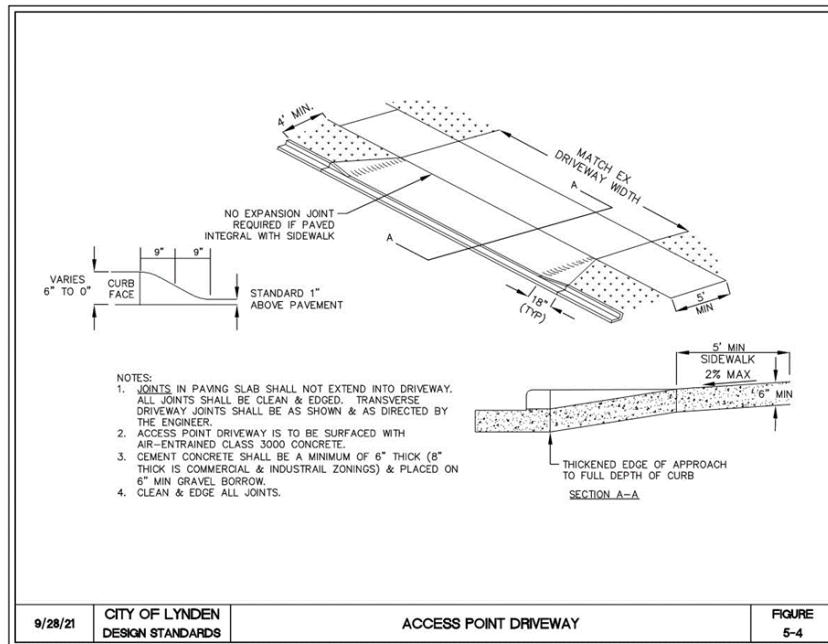 4' MIN.
MATCH EX
DRIVEWAY WIDTH
A
NO EXPANSION JOINT
REQUIRED IF PAVED
INTEGRAL WITH SIDEWALK
A
9" 9"
VARIES
6" TO 0"
CURB
FACE
STANDARD 1"
ABOVE PAVEMENT
18"
(TYP)
5'
MIN
5' MIN
SIDEWALK
2% MAX
6" MIN
THICKENED EDGE OF APPROACH
TO FULL DEPTH OF CURB
SECTION A-A
NOTES:
1. JOINTS IN PAVING SLAB SHALL NOT EXTEND INTO DRIVEWAY.
ALL JOINTS SHALL BE CLEAN & EDGED. TRANSVERSE
DRIVEWAY JOINTS SHALL BE AS SHOWN & AS DIRECTED BY
THE ENGINEER.
2. ACCESS POINT DRIVEWAY IS TO BE SURFACED WITH
AIR-ENTRAINED CLASS 3000 CONCRETE.
3. CEMENT CONCRETE SHALL BE A MINIMUM OF 6" THICK (8"
THICK IS COMMERCIAL & INDUSTRAIL ZONINGS) & PLACED ON
6" MIN GRAVEL BORROW.
4. CLEAN & EDGE ALL JOINTS.
9/28/21
CITY OF LYNDEN
DESIGN STANDARDS
ACCESS POINT DRIVEWAY
FIGURE
5-4